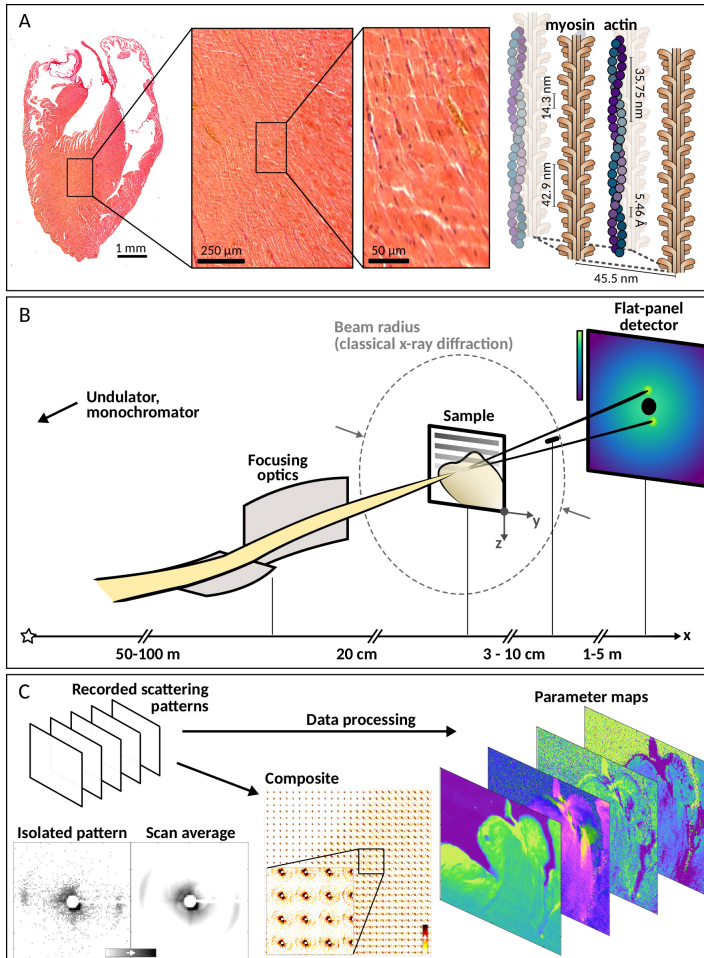 A
1 mm
250 µm
50 µm
myosin actin
14.3 nm
35.75 nm
42.9 nm
5.46 Å
45.5 nm
B
Flat-panel
detector
Beam radius
(classical x-ray diffraction)
Undulator,
monochromator
Sample
Focusing
optics
y
z
x
50-100 m
20 cm
3 - 10 cm
1-5 m
C
Recorded scattering
patterns
Parameter maps
Data processing
Composite
Isolated pattern
Scan average